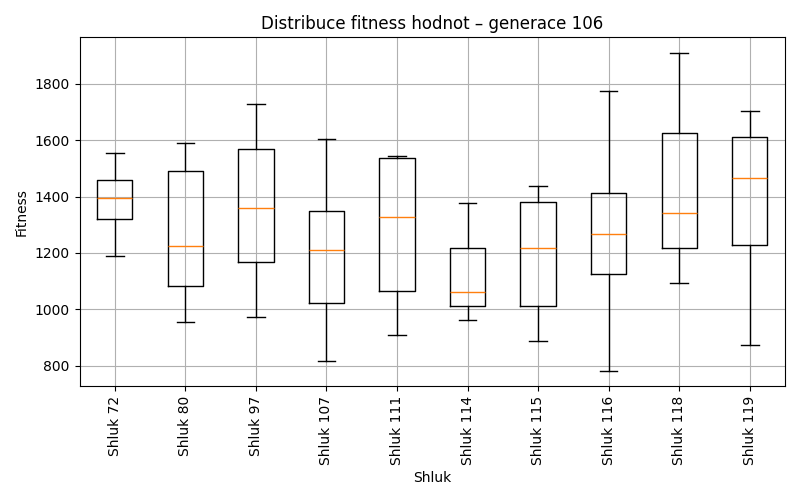 Distribuce fitness hodnot – generace 106
Fitness
1800
1600
1400
1200
1000
800
Shluk 72
Shluk 80
Shluk 97
Shluk 107
Shluk 111
Shluk 114
Shluk 115
Shluk 116
Shluk 118
Shluk 119
Shluk